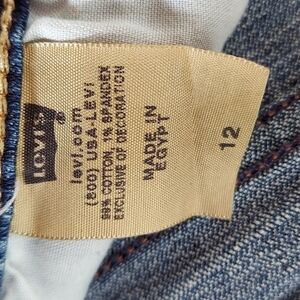 LEVI'S ®
levi.com
(800) USA-LEVI
99% COTTON, 1% SPANDEX
EXCLUSIVE OF DECORATION
MADE IN
EGYPT
12